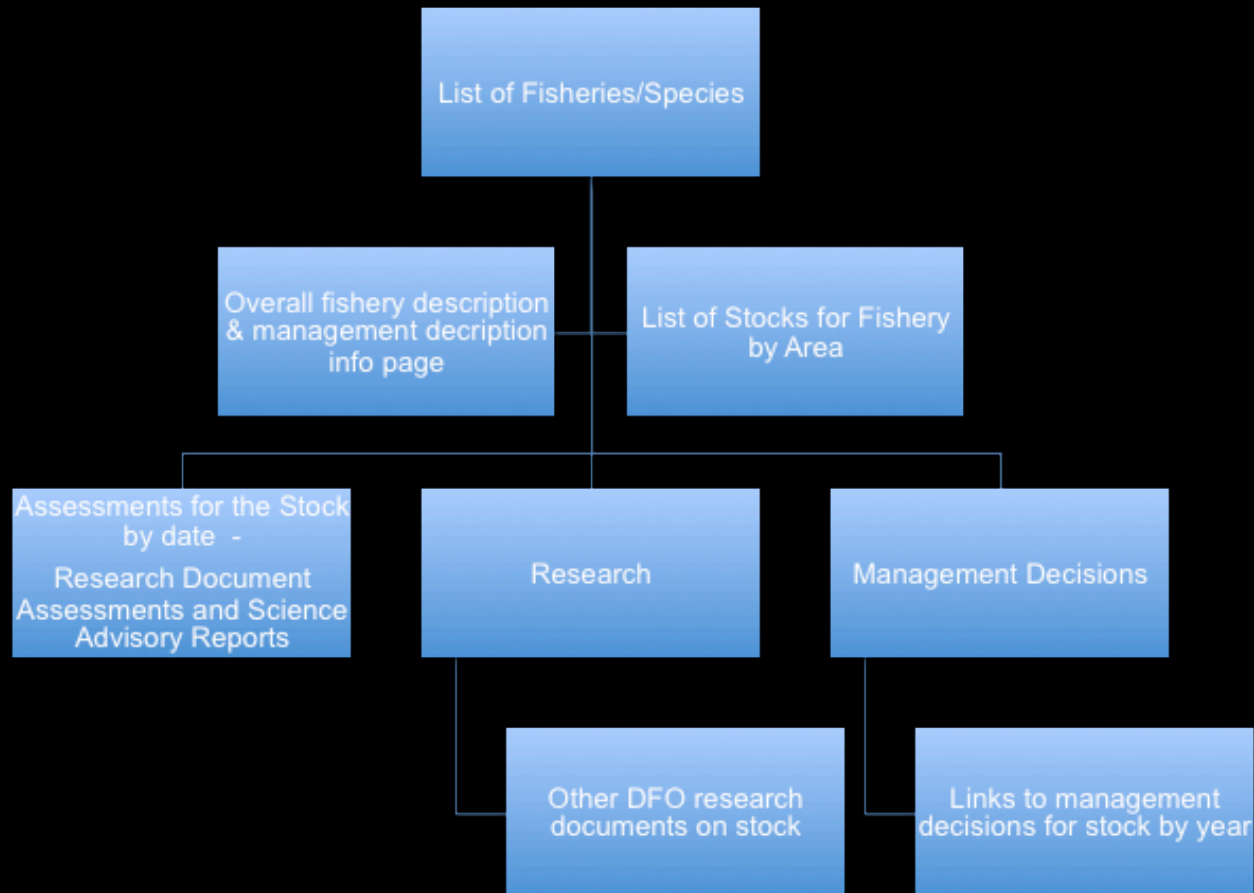 List of Fisheries/Species
Overall fishery description
& management decription
info page
List of Stocks for Fishery
by Area
Assessments for the Stock
by date  -
Research Document
Assessments and Science
Advisory Reports
Research
Management Decisions
Other DFO research
documents on stock
Links to management
decisions for stock by year